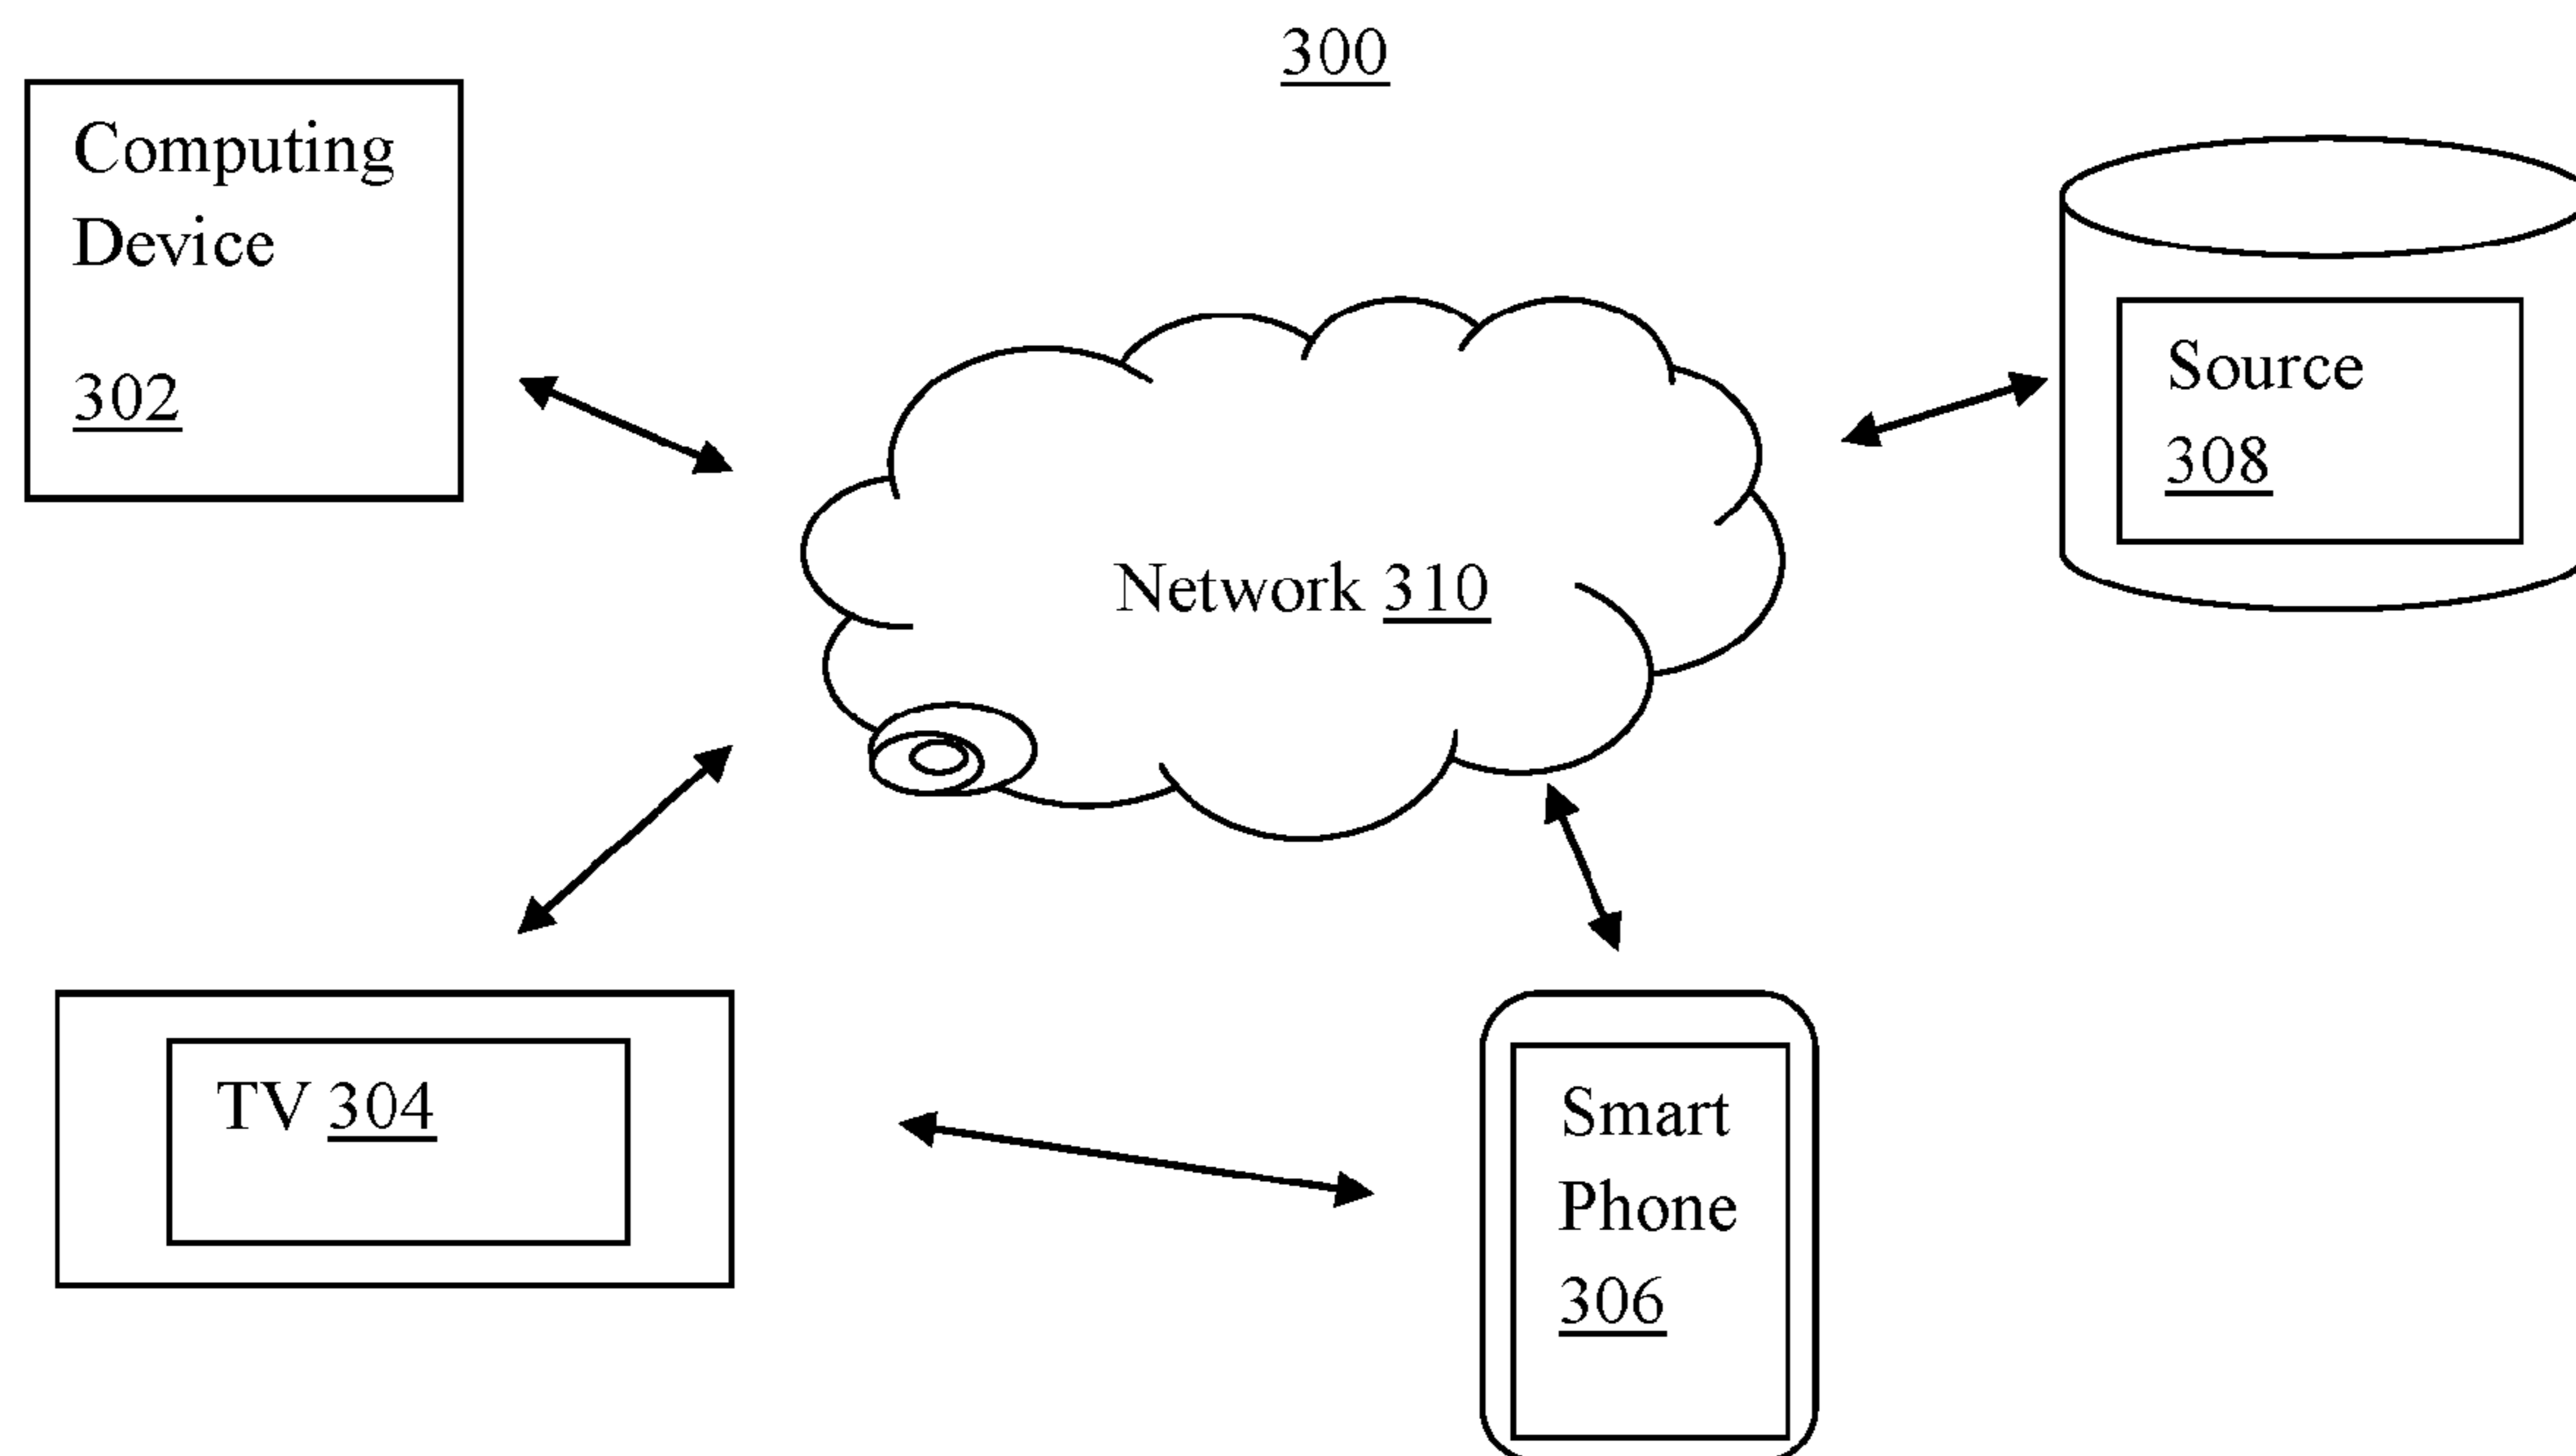 300
Computing
Device
302
Source
308
Network 310
TV 304
Smart
Phone
306